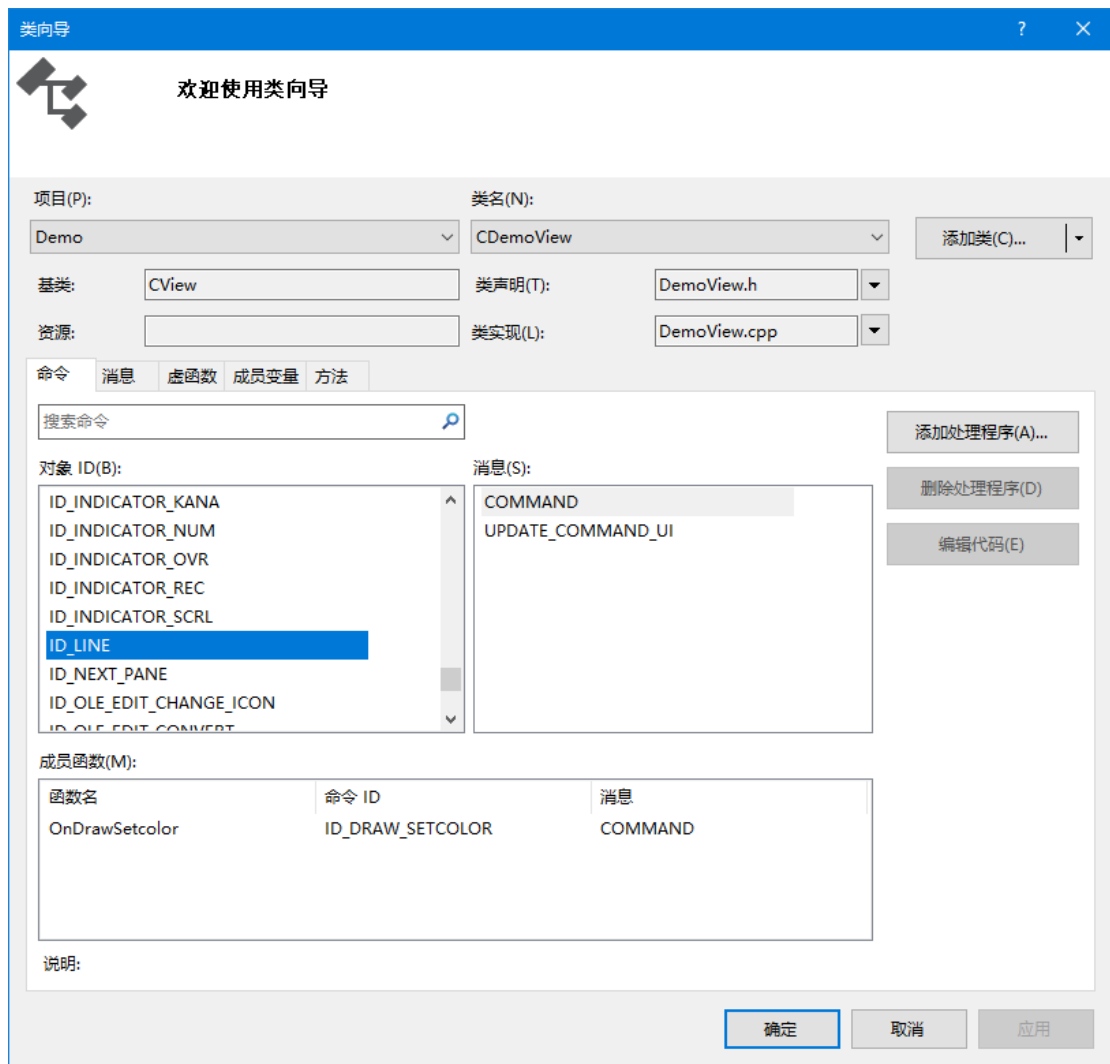 类向导
欢迎使用类向导
项目(P): 类名(N):
Demo CDemoView 添加类(C)...
基类: CView 类声明(T): DemoView.h
资源: 类实现(L): DemoView.cpp
命令 消息 虚函数 成员变量 方法
搜索命令
添加处理程序(A)...
对象 ID(B): 消息(S):
删除处理程序(D)
编辑代码(E)
ID_INDICATOR_KANA COMMAND
ID_INDICATOR_NUM UPDATE_COMMAND_UI
ID_INDICATOR_OVR
ID_INDICATOR_REC
ID_INDICATOR_SCRL
ID_LINE
ID_NEXT_PANE
ID_OLE_EDIT_CHANGE_ICON
ID_OLE_EDIT_CONVERT
成员函数(M):
函数名 命令 ID 消息
OnDrawSetcolor ID_DRAW_SETCOLOR COMMAND
说明:
确定 取消 应用